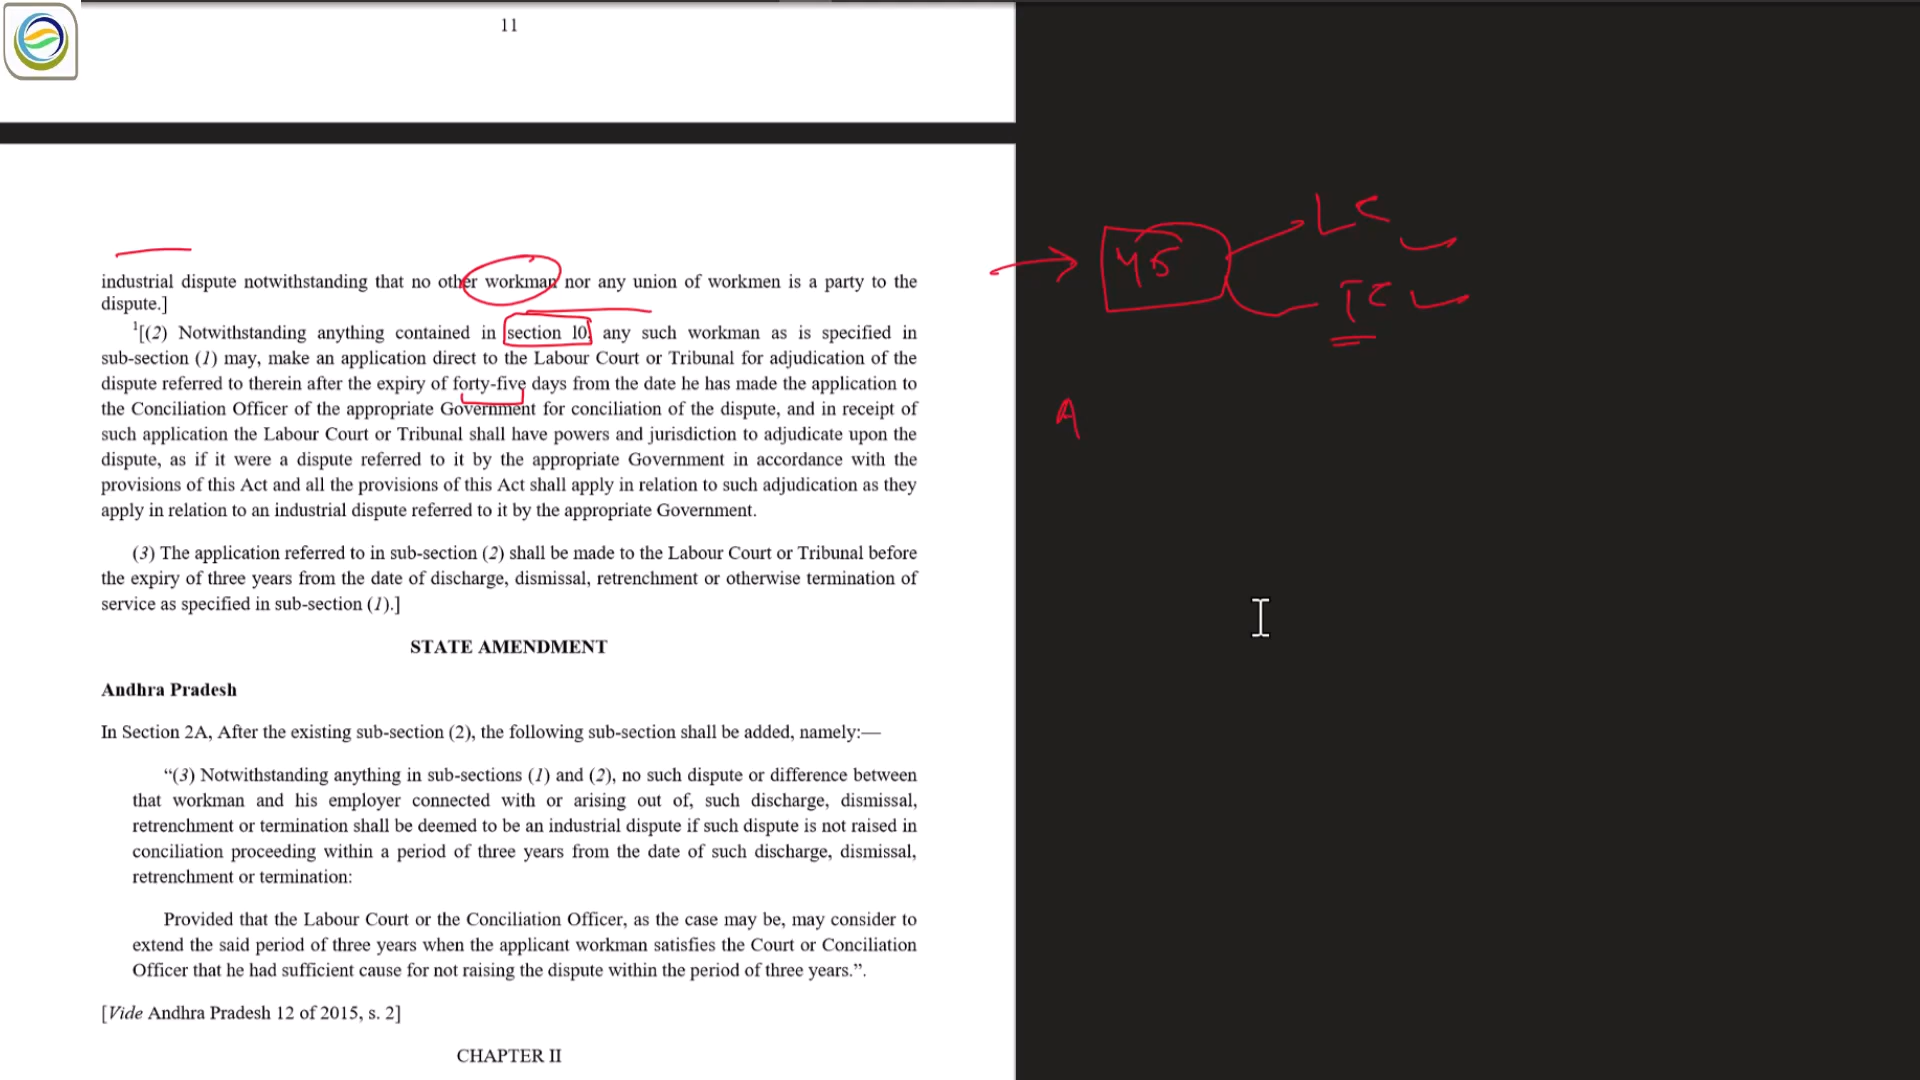 11
industrial dispute notwithstanding that no other workman nor any union of workmen is a party to the
dispute.]
1[(2) Notwithstanding anything contained in section 10, any such workman as is specified in
sub-section (1) may, make an application direct to the Labour Court or Tribunal for adjudication of the
dispute referred to therein after the expiry of forty-five days from the date he has made the application to
the Conciliation Officer of the appropriate Government for conciliation of the dispute, and in receipt of
such application the Labour Court or Tribunal shall have powers and jurisdiction to adjudicate upon the
dispute, as if it were a dispute referred to it by the appropriate Government in accordance with the
provisions of this Act and all the provisions of this Act shall apply in relation to such adjudication as they
apply in relation to an industrial dispute referred to it by the appropriate Government.
(3) The application referred to in sub-section (2) shall be made to the Labour Court or Tribunal before
the expiry of three years from the date of discharge, dismissal, retrenchment or otherwise termination of
service as specified in sub-section (1).]
STATE AMENDMENT
Andhra Pradesh
In Section 2A, After the existing sub-section (2), the following sub-section shall be added, namely:—
“(3) Notwithstanding anything in sub-sections (1) and (2), no such dispute or difference between
that workman and his employer connected with or arising out of, such discharge, dismissal,
retrenchment or termination shall be deemed to be an industrial dispute if such dispute is not raised in
conciliation proceeding within a period of three years from the date of such discharge, dismissal,
retrenchment or termination:
Provided that the Labour Court or the Conciliation Officer, as the case may be, may consider to
extend the said period of three years when the applicant workman satisfies the Court or Conciliation
Officer that he had sufficient cause for not raising the dispute within the period of three years.”.
[Vide Andhra Pradesh 12 of 2015, s. 2]
CHAPTER II
45
LC
TC
A